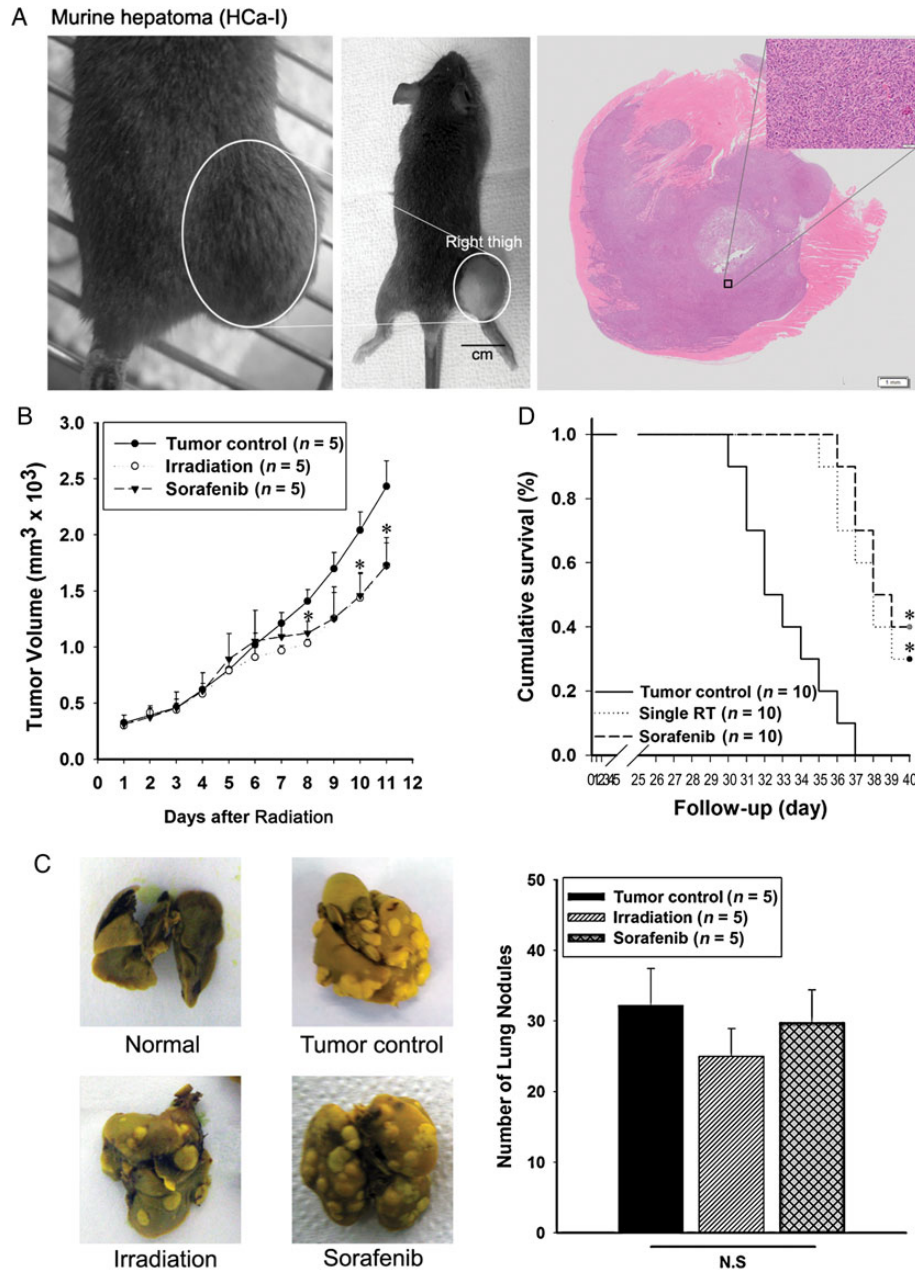 A Murine hepatoma (HCa-I)
Right thigh
cm
1 mm
B
3.0
2.5
2.0
1.5
1.0
0.5
0.0
Tumor Volume (mm³ x 10⁻³)
Tumor control (n = 5)
Irradiation (n = 5)
Sorafenib (n = 5)
*
*
*
0 1 2 3 4 5 6 7 8 9 10 11 12
Days after Radiation
D
1.0
0.8
0.6
0.4
0.2
0.0
Cumulative survival (%)
*
*
Tumor control (n = 10)
Single RT (n = 10)
Sorafenib (n = 10)
012345 25 26 27 28 29 30 31 32 33 34 35 36 37 38 39 40
Follow-up (day)
C
Normal
Tumor control
Irradiation
Sorafenib
50
40
30
20
10
0
Number of Lung Nodules
Tumor control (n = 5)
Irradiation (n = 5)
Sorafenib (n = 5)
N.S